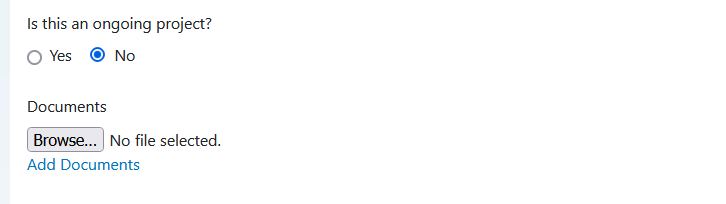 Is this an ongoing project?
Yes No
Documents
Browse... No file selected.
Add Documents